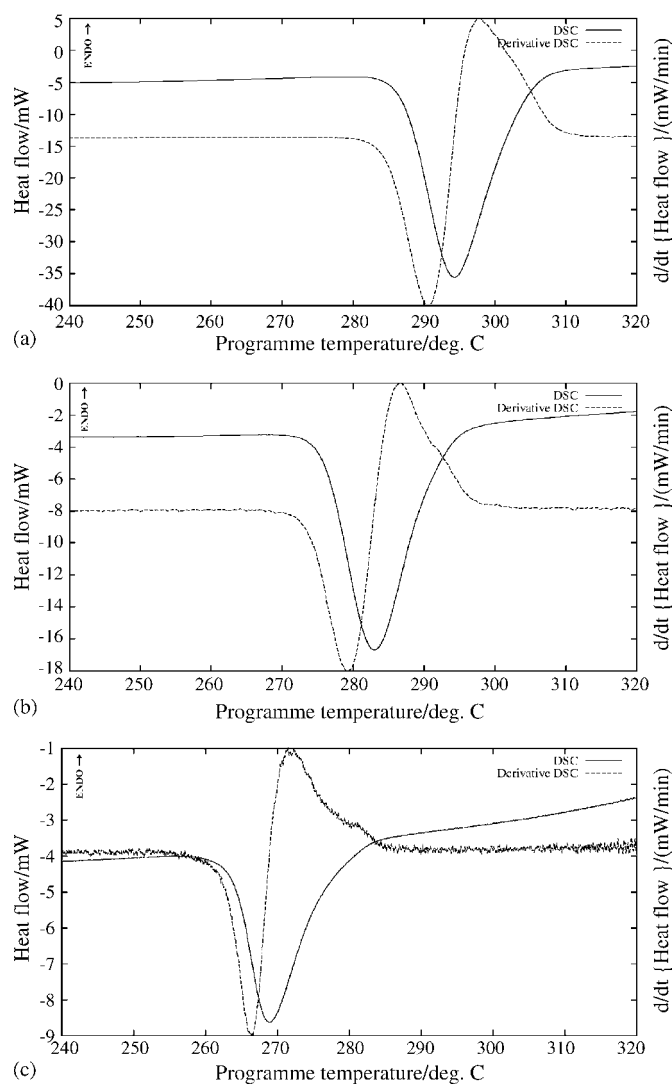 5
0
-5
-10
-15
-20
-25
-30
-35
-40
Heat flow/mW
ENDO →
DSC
Derivative DSC
d/dt {Heat flow }/(mW/min)
240 250 260 270 280 290 300 310 320
Programme temperature/deg. C
(a)
0
-2
-4
-6
-8
-10
-12
-14
-16
-18
Heat flow/mW
ENDO →
DSC
Derivative DSC
d/dt {Heat flow }/(mW/min)
240 250 260 270 280 290 300 310 320
Programme temperature/deg. C
(b)
-1
-2
-3
-4
-5
-6
-7
-8
-9
Heat flow/mW
ENDO →
DSC
Derivative DSC
d/dt {Heat flow }/(mW/min)
240 250 260 270 280 290 300 310 320
Programme temperature/deg. C
(c)